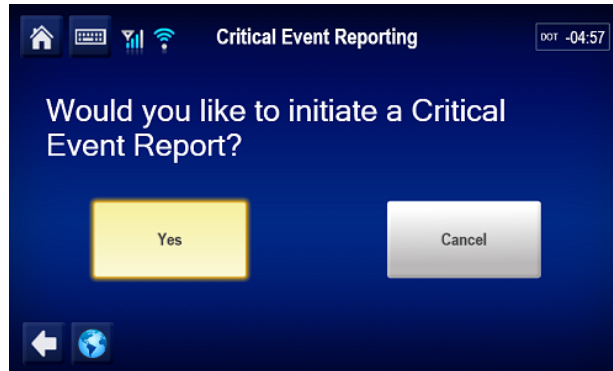 Critical Event Reporting
DOT -04:57
Would you like to initiate a Critical
Event Report?
Yes
Cancel